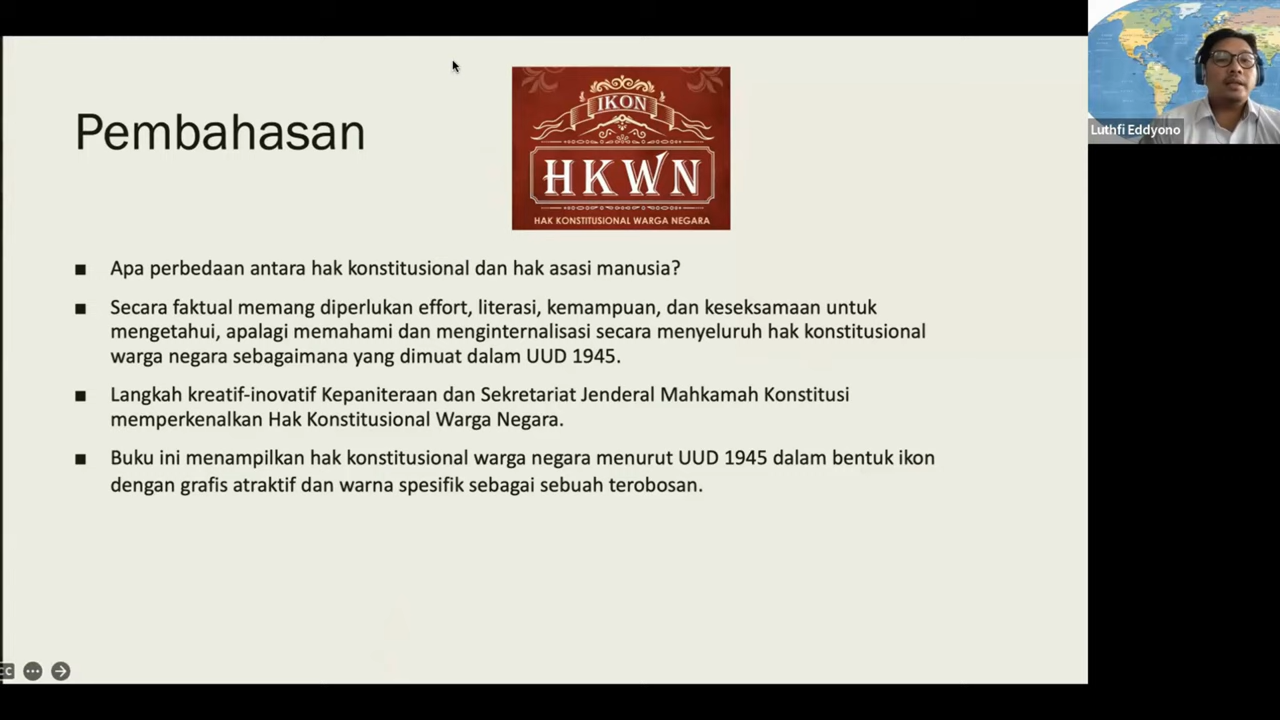 Pembahasan
IKON
HKWN
HAK KONSTITUSIONAL WARGA NEGARA
Luthfi Eddyono
■ Apa perbedaan antara hak konstitusional dan hak asasi manusia?
■ Secara faktual memang diperlukan effort, literasi, kemampuan, dan keseksamaan untuk
mengetahui, apalagi memahami dan menginternalisasi secara menyeluruh hak konstitusional
warga negara sebagaimana yang dimuat dalam UUD 1945.
■ Langkah kreatif-inovatif Kepaniteraan dan Sekretariat Jenderal Mahkamah Konstitusi
memperkenalkan Hak Konstitusional Warga Negara.
■ Buku ini menampilkan hak konstitusional warga negara menurut UUD 1945 dalam bentuk ikon
dengan grafis atraktif dan warna spesifik sebagai sebuah terobosan.